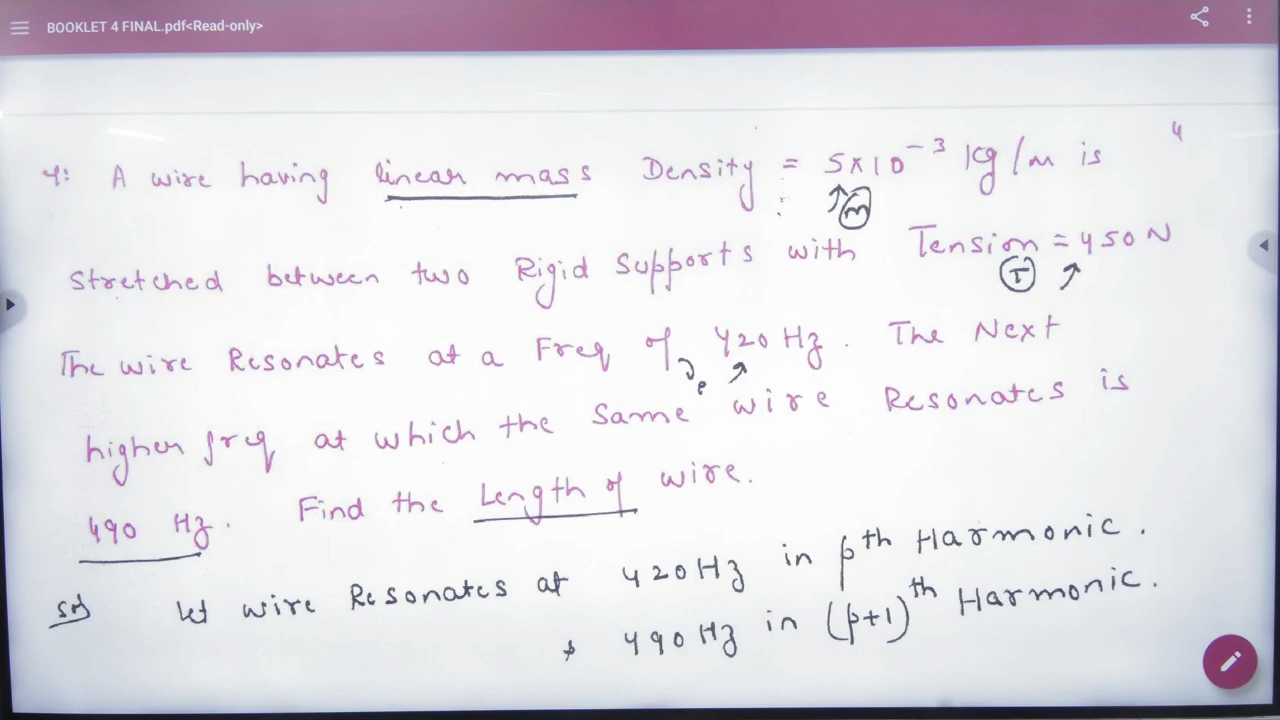 BOOKLET 4 FINAL.pdf<Read-only>
4
4: A wire having linear mass Density = 5×10⁻³ Kg/m is
m
Stretched between two Rigid Supports with Tension = 450 N
T
The wire Resonates at a Freq of 420 Hz. The Next
νp
higher freq at which the Same wire Resonates is
490 Hz. Find the Length of wire.
Sol Let wire Resonates at 420 Hz in pth Harmonic.
& 490 Hz in (p+1)th Harmonic.